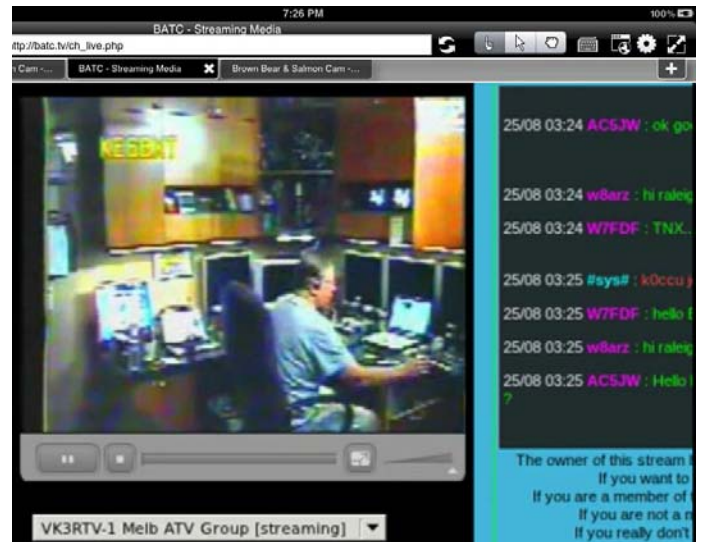 7:26 PM
100%
BATC - Streaming Media
ttp://batc.tv/ch_live.php
n Cam -...
BATC - Streaming Media
Brown Bear & Salmon Cam -...
25/08 03:24 AC5JW : ok go
25/08 03:24 w8arz : hi raleig
25/08 03:24 W7FDF : TNX..
25/08 03:25 #sys# : k0ccu j
25/08 03:25 W7FDF : hello
25/08 03:25 w8arz : hi raleig
25/08 03:25 AC5JW : Hello
?
The owner of this stream
If you want to
If you are a member of
If you are not a
If you really don't
VK3RTV-1 Melb ATV Group [streaming]